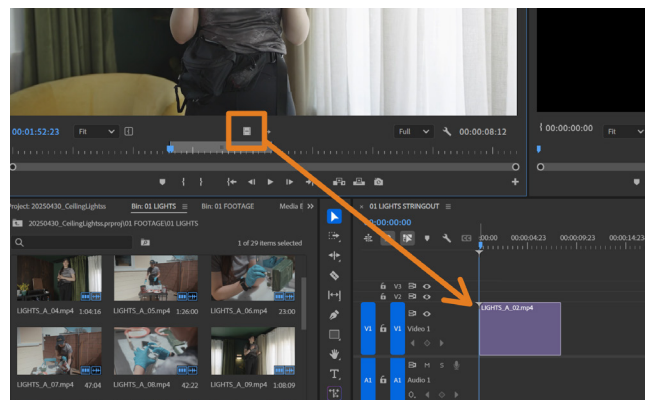 00:01:52:23 Fit Full 00:00:08:12 00:00:00:00 Fit
Project: 20250430_CeilingLightss Bin: 01 LIGHTS Bin: 01 FOOTAGE Media E
20250430_CeilingLightss.prproj\01 FOOTAGE\01 LIGHTS
1 of 29 items selected
LIGHTS_A_04.mp4 1:04:16 LIGHTS_A_05.mp4 1:26:00 LIGHTS_A_06.mp4 23:00
LIGHTS_A_07.mp4 47:04 LIGHTS_A_08.mp4 42:22 LIGHTS_A_09.mp4 1:08:09
T
01 LIGHTS STRINGOUT
00:00:00:00
:00:00 00:00:04:23 00:00:09:23 00:00:14:23
V3
V2
LIGHTS_A_02.mp4
V1 V1 Video 1
M S
A1 A1 Audio 1